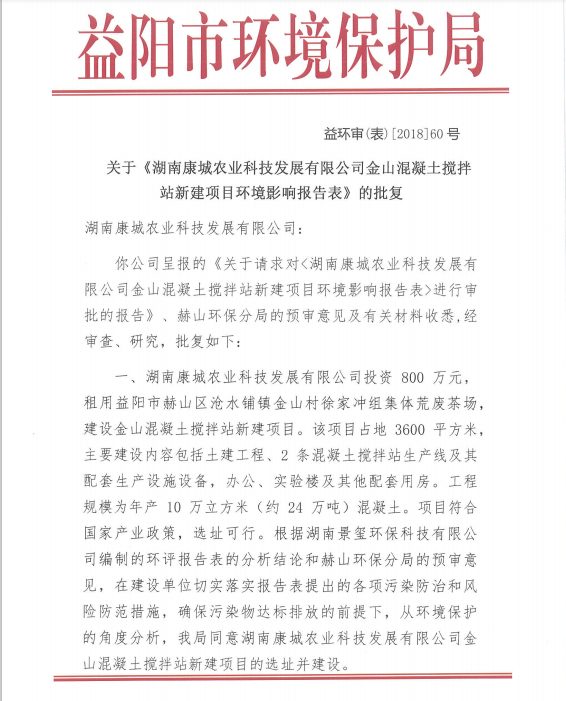 益阳市环境保护局
益环审(表)[2018]60号
关于《湖南康城农业科技发展有限公司金山混凝土搅拌
站新建项目环境影响报告表》的批复
湖南康城农业科技发展有限公司:
你公司呈报的《关于请求对<湖南康城农业科技发展有
限公司金山混凝土搅拌站新建项目环境影响报告表>进行审
批的报告》、赫山环保分局的预审意见及有关材料收悉,经
审查、研究,批复如下:
一、湖南康城农业科技发展有限公司投资 800 万元,
租用益阳市赫山区沧水铺镇金山村徐家冲组集体荒废茶场,
建设金山混凝土搅拌站新建项目。该项目占地 3600 平方米,
主要建设内容包括土建工程、2 条混凝土搅拌站生产线及其
配套生产设施设备,办公、实验楼及其他配套用房。工程
规模为年产 10 万立方米（约 24 万吨）混凝土。项目符合
国家产业政策,选址可行。根据湖南景玺环保科技有限公
司编制的环评报告表的分析结论和赫山环保分局的预审意
见,在建设单位切实落实报告表提出的各项污染防治和风
险防范措施,确保污染物达标排放的前提下,从环境保护
的角度分析,我局同意湖南康城农业科技发展有限公司金
山混凝土搅拌站新建项目的选址并建设。